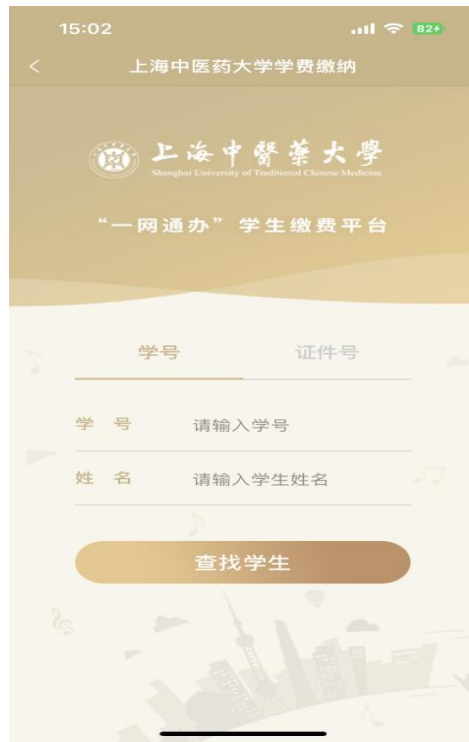 15:02
82
上海中医药大学学费缴纳
上海中醫藥大學
Shanghai University of Traditional Chinese Medicine
“一网通办”学生缴费平台
学号 证件号
学 号 请输入学号
姓 名 请输入学生姓名
查找学生